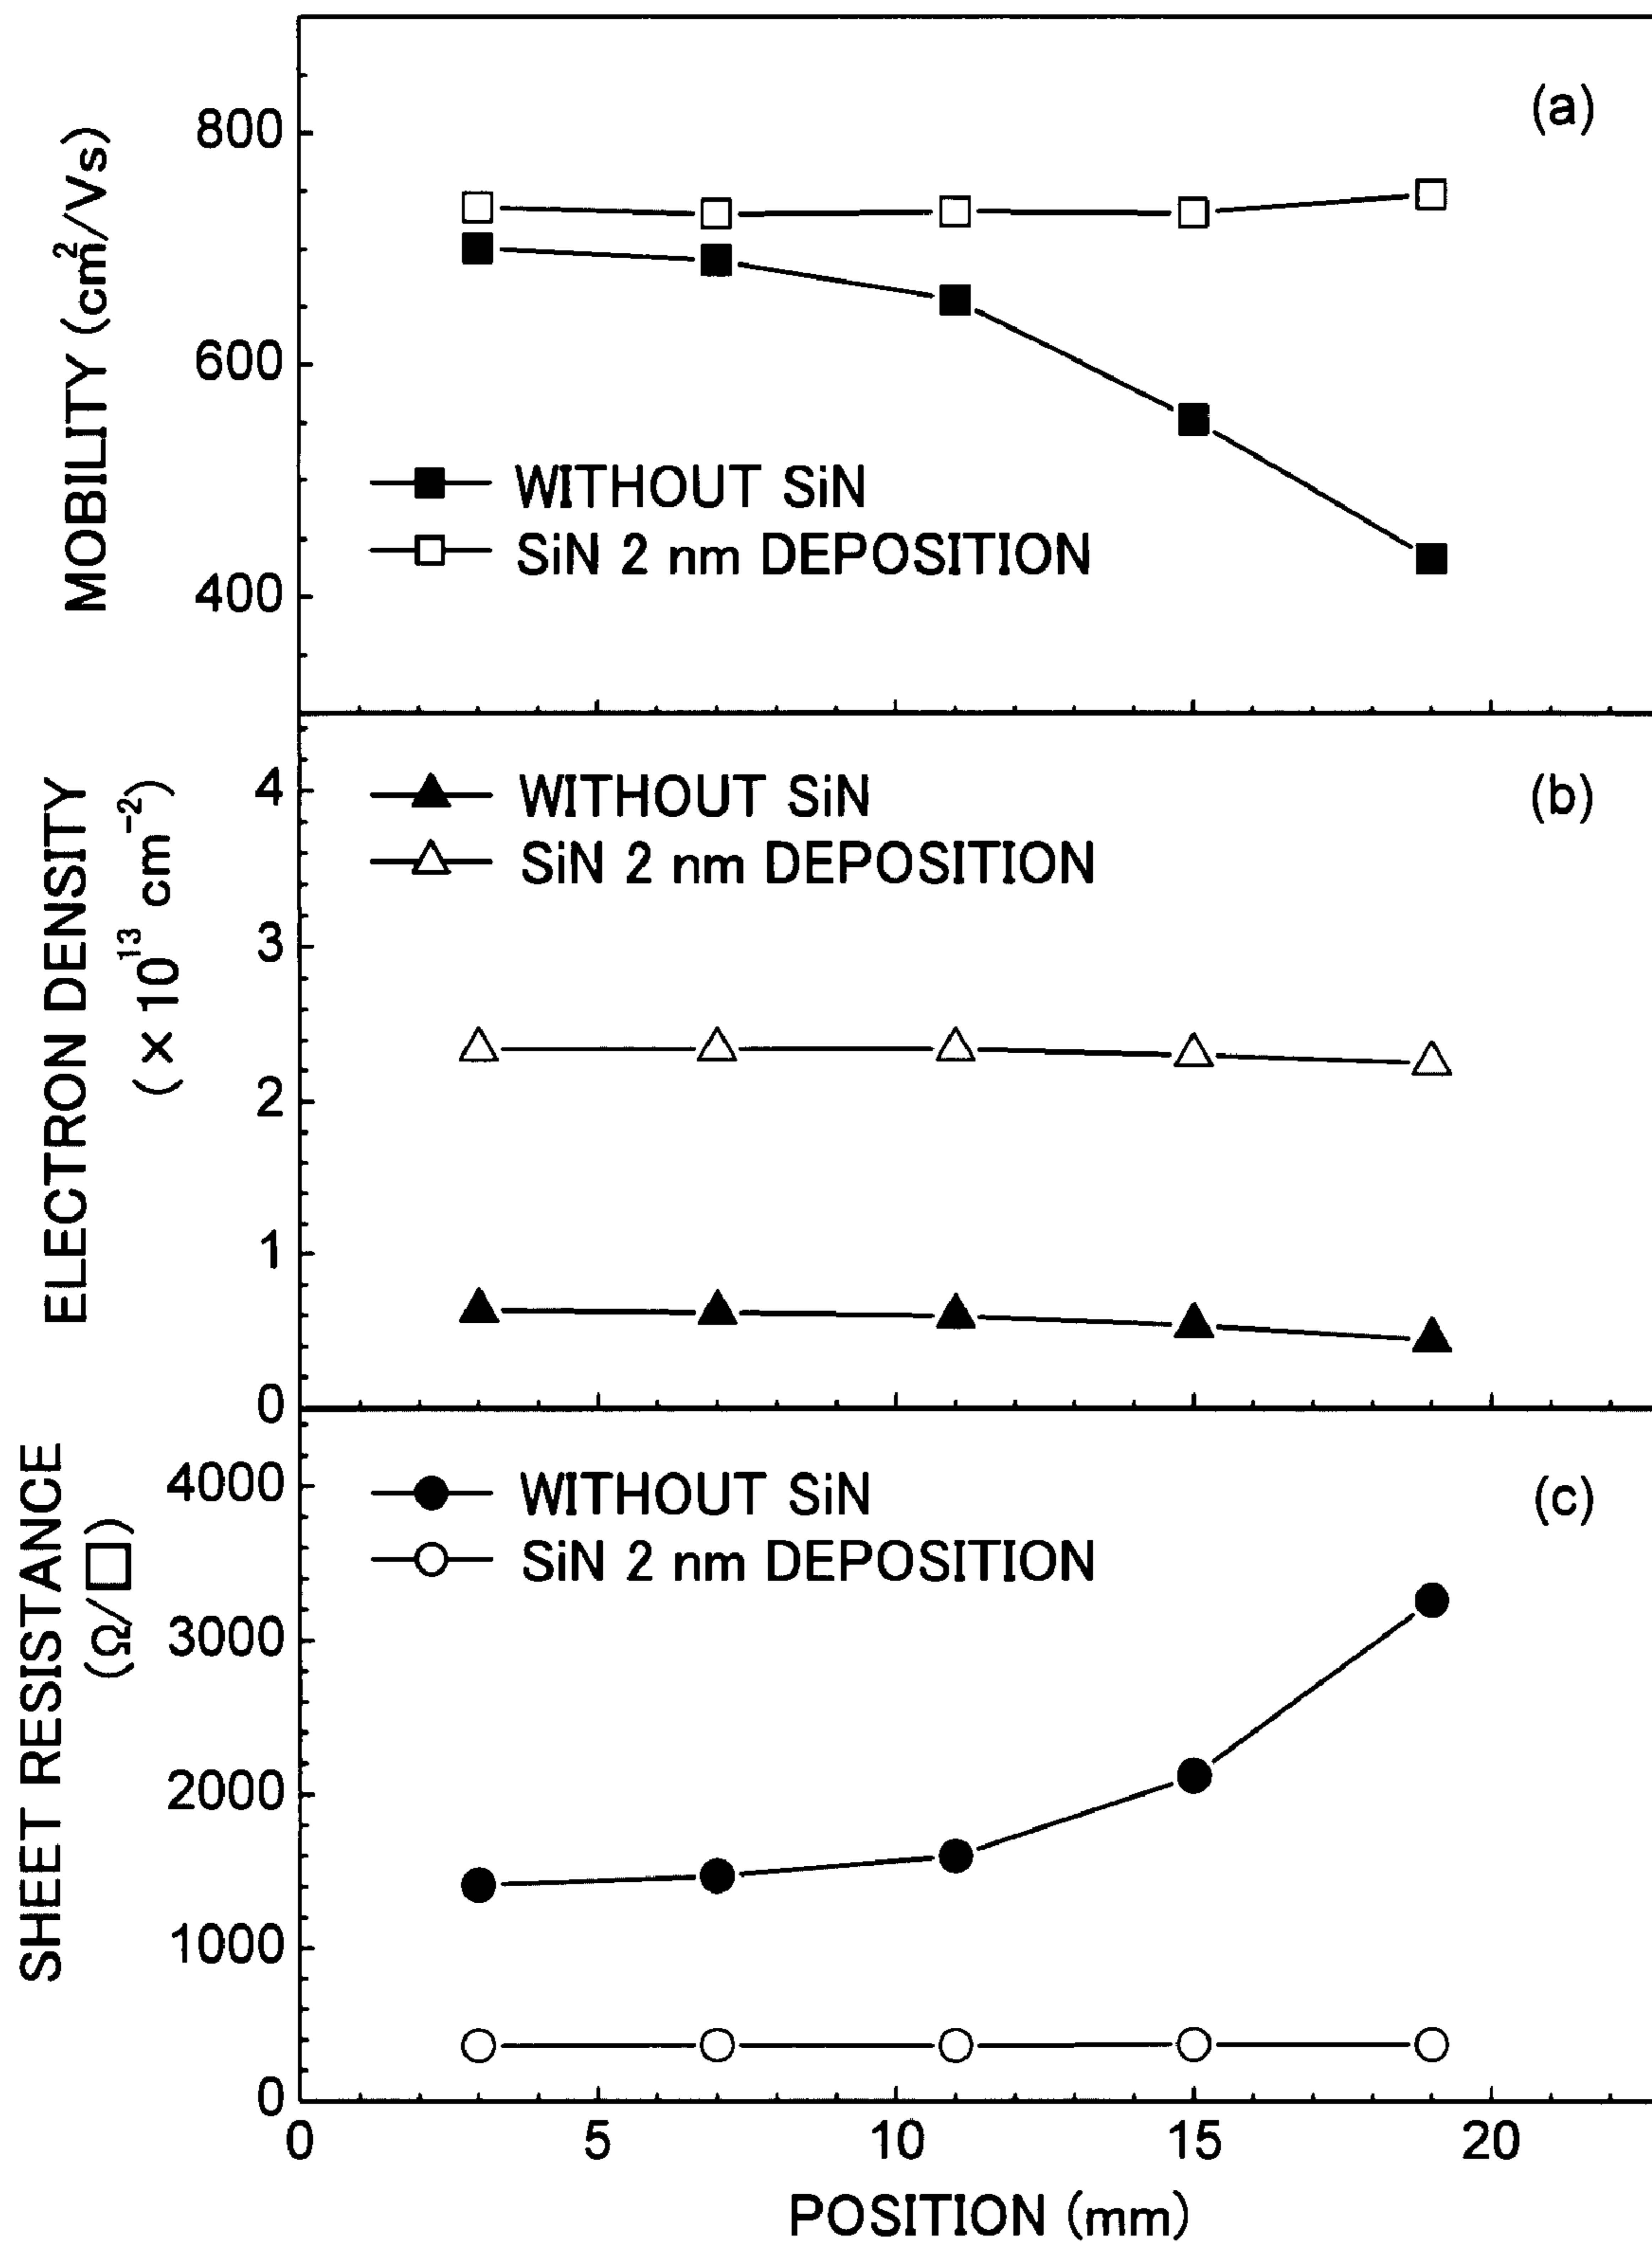 (a)
MOBILITY (cm²/Vs)
800
600
400
WITHOUT SiN
SiN 2 nm DEPOSITION
(b)
ELECTRON DENSITY
(×10¹³ cm⁻²)
4
3
2
1
0
WITHOUT SiN
SiN 2 nm DEPOSITION
(c)
SHEET RESISTANCE
(Ω/□)
4000
3000
2000
1000
0
WITHOUT SiN
SiN 2 nm DEPOSITION
0 5 10 15 20
POSITION (mm)